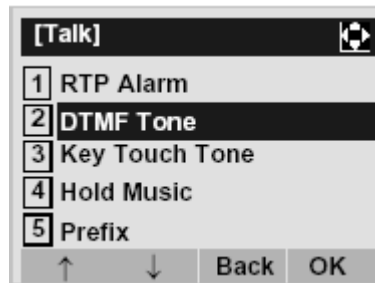 [Talk]
1 RTP Alarm
2 DTMF Tone
3 Key Touch Tone
4 Hold Music
5 Prefix
↑ ↓ Back OK